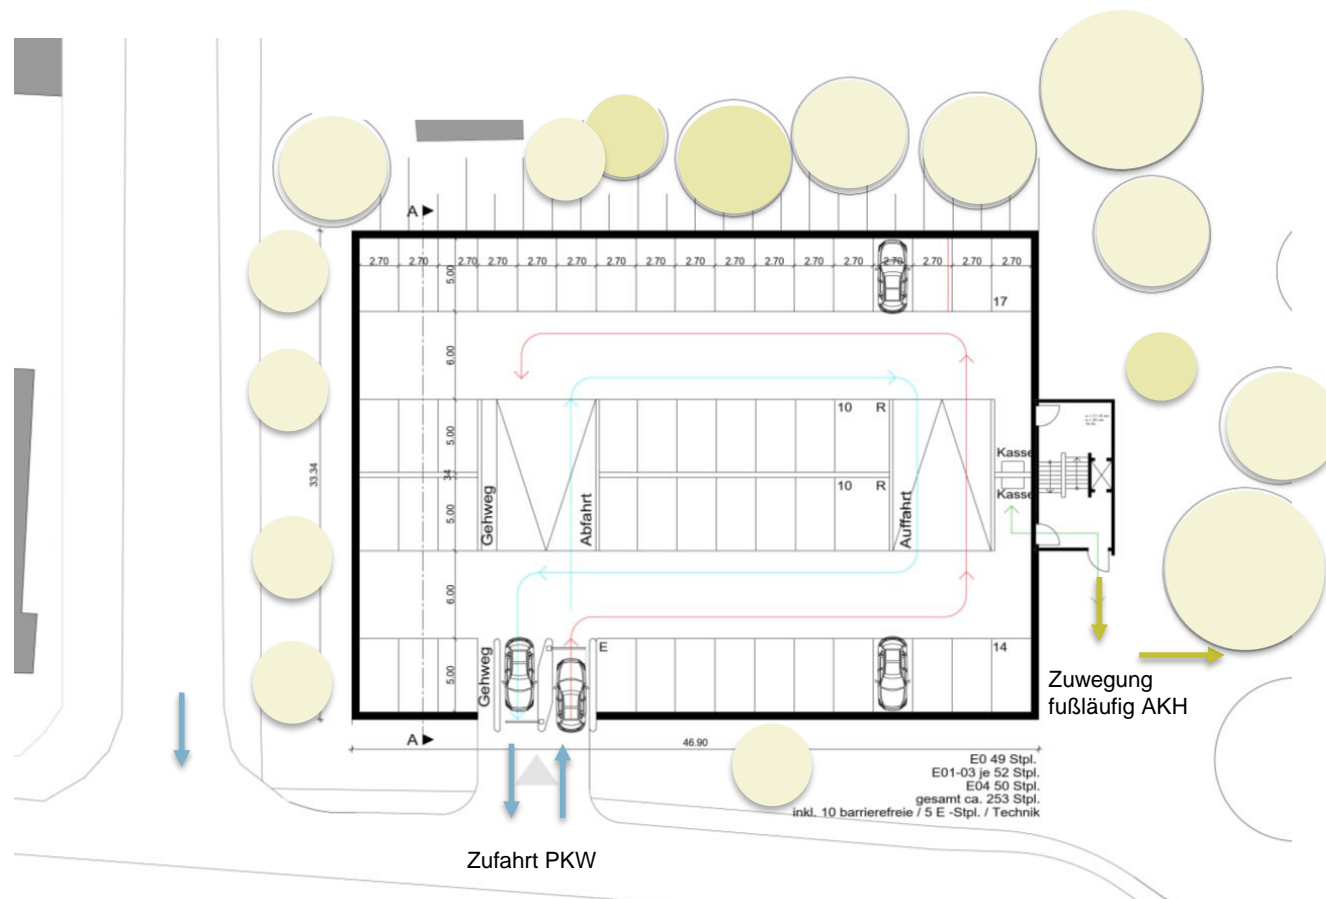 A
2.70 2.70 2.70 2.70 2.70 2.70 2.70 2.70 2.70 2.70 2.70 2.70 2.70 2.70 2.70 2.70 2.70
5.00
17
6.00
10 R
5.00
Kasse
34
33.34
10 R
Kasse
5.00
Gehweg
Abfahrt
Auffahrt
6.00
E
14
5.00
Gehweg
Zuwegung
fußläufig AKH
A
46.90
E0 49 Stpl.
E01-03 je 52 Stpl.
E04 50 Stpl.
gesamt ca. 253 Stpl.
inkl. 10 barrierefreie / 5 E -Stpl. / Technik
Zufahrt PKW